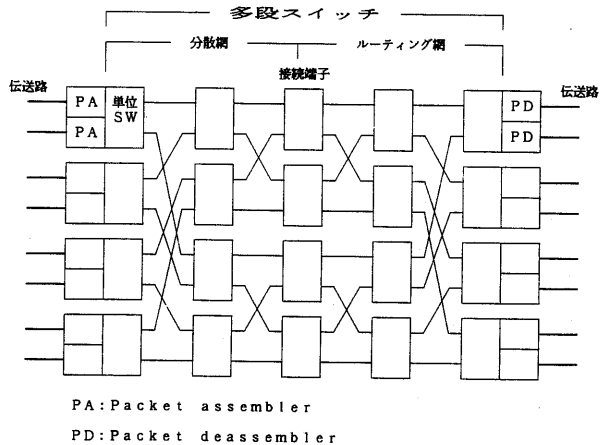 多段スイッチ
分散網
ルーティング網
接続端子
伝送路
伝送路
PA
単位
SW
PA
PD
PD
PA:Packet assembler
PD:Packet deassembler